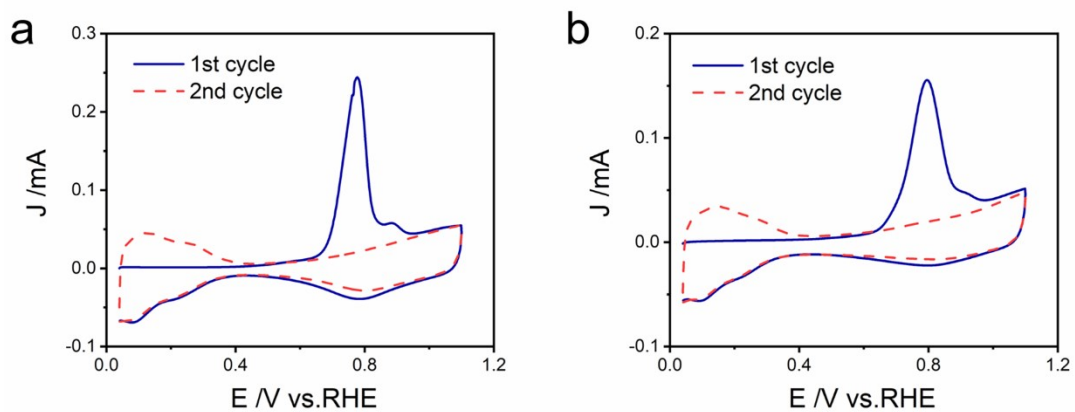 a
J /mA
0.3
0.2
0.1
0.0
-0.1
1st cycle
2nd cycle
0.0 0.4 0.8 1.2
E /V vs.RHE
b
J /mA
0.2
0.1
0.0
-0.1
1st cycle
2nd cycle
0.0 0.4 0.8 1.2
E /V vs.RHE